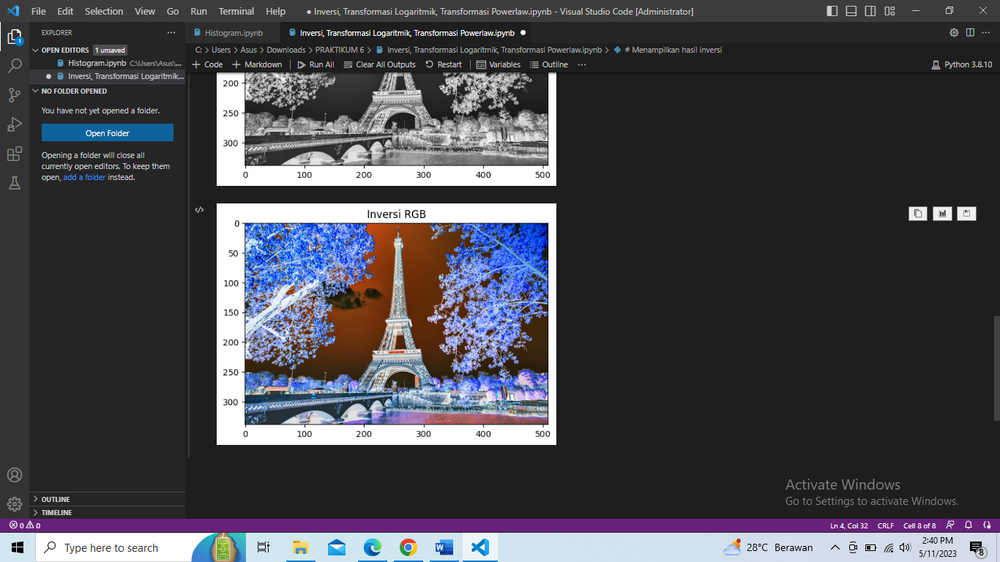 File Edit Selection View Go Run Terminal Help
● Inversi, Transformasi Logaritmik, Transformasi Powerlaw.ipynb - Visual Studio Code [Administrator]
EXPLORER
Histogram.ipynb
Inversi, Transformasi Logaritmik, Transformasi Powerlaw.ipynb
1
OPEN EDITORS 1 unsaved
C: > Users > Asus > Downloads > PRAKTIKUM 6 > Inversi, Transformasi Logaritmik, Transformasi Powerlaw.ipynb > # Menampilkan hasil inversi
Histogram.ipynb C:\Users\Asus\...
+ Code + Markdown Run All Clear All Outputs Restart Variables Outline ... Python 3.8.10
Inversi, Transformasi Logaritmik...
NO FOLDER OPENED
You have not yet opened a folder.
Open Folder
Opening a folder will close all
currently open editors. To keep them
open, add a folder instead.
200
250
300
0 100 200 300 400 500
Inversi RGB
0
50
100
150
200
250
300
0 100 200 300 400 500
Activate Windows
Go to Settings to activate Windows.
OUTLINE
TIMELINE
0 0
Ln 4, Col 32 CRLF Cell 8 of 8
Type here to search
28°C Berawan
2:40 PM
5/11/2023
8